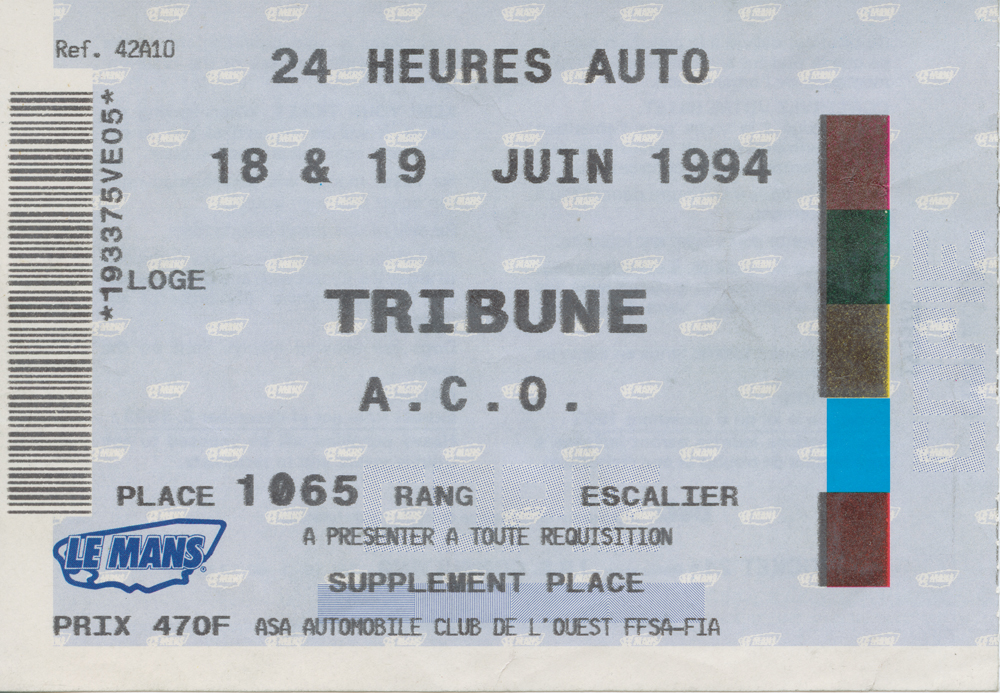 Ref. 42A10
24 HEURES AUTO
18 & 19 JUIN 1994
*193375VE05*
LOGE
TRIBUNE
A.C.O.
PLACE 1065 RANG ESCALIER
A PRESENTER A TOUTE REQUISITION
LE MANS
SUPPLEMENT PLACE
PRIX 470F ASA AUTOMOBILE CLUB DE L'OUEST FFSA-FIA